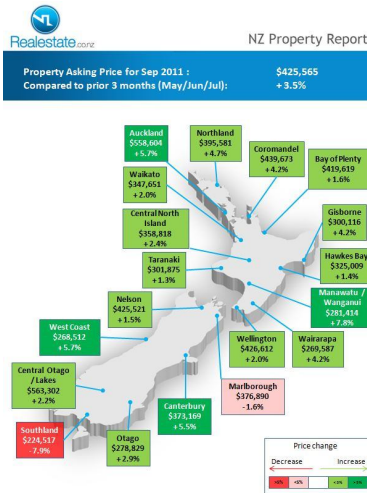 Realestate.co.nz
NZ Property Report
Property Asking Price for Sep 2011 : $425,565
Compared to prior 3 months (May/Jun/Jul): +3.5%
Auckland
$558,604
+5.7%
Northland
$395,581
+4.7%
Coromandel
$439,673
+4.2%
Bay of Plenty
$419,619
+1.6%
Waikato
$347,651
+2.0%
Gisborne
$300,116
+4.2%
Central North
Island
$358,818
+2.4%
Hawkes Bay
$325,009
+1.4%
Taranaki
$301,875
+1.3%
Manawatu /
Wanganui
$281,414
+7.8%
Nelson
$425,521
+1.5%
West Coast
$268,512
+5.7%
Wellington
$426,612
+2.0%
Wairarapa
$269,587
+4.2%
Central Otago
/ Lakes
$563,302
+2.2%
Marlborough
$376,890
-1.6%
Canterbury
$373,169
+5.5%
Southland
$224,517
-7.9%
Otago
$278,829
+2.9%
Price change
Decrease Increase